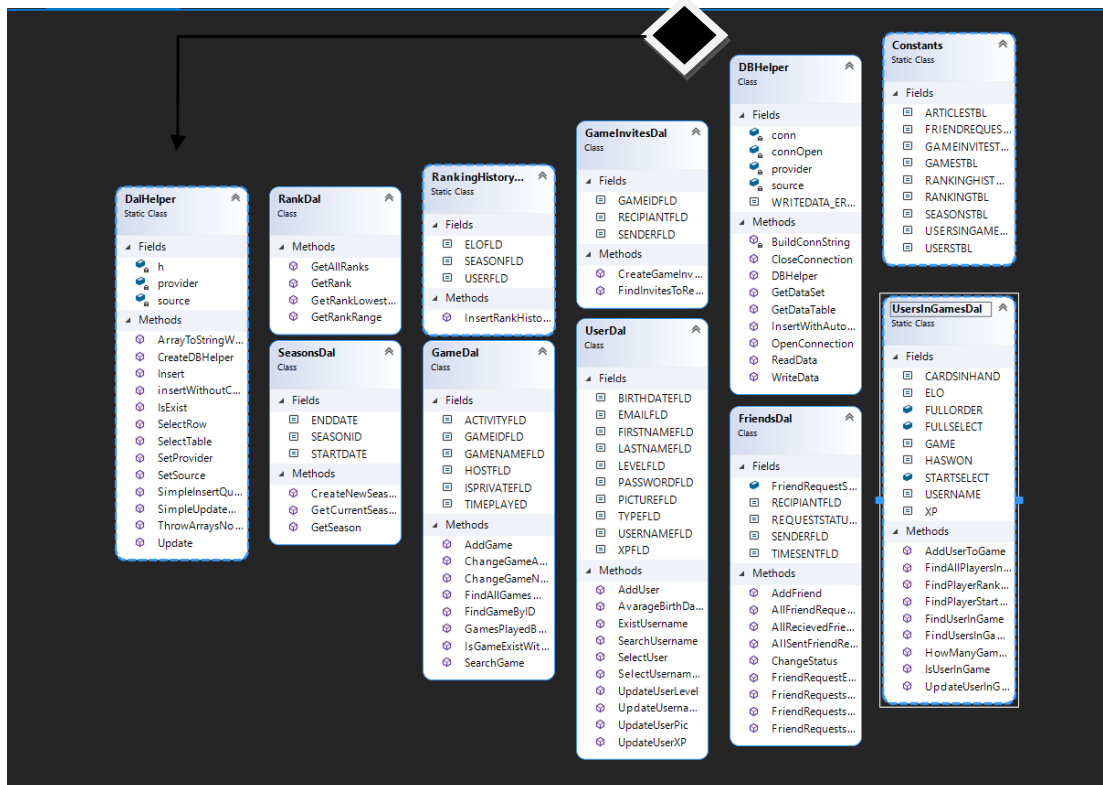 DalHelper
Static Class
Fields
h
provider
source
Methods
ArrayToStringW...
CreateDBHelper
Insert
insertWithoutC...
IsExist
SelectRow
SelectTable
SetProvider
SetSource
SimpleInsertQu...
SimpleUpdate...
ThrowArraysNo...
Update
RankDal
Class
Methods
GetAllRanks
GetRank
GetRankLowest...
GetRankRange
SeasonsDal
Class
Fields
ENDDATE
SEASONID
STARTDATE
Methods
CreateNewSeas...
GetCurrentSeas...
GetSeason
RankingHistory...
Static Class
Fields
ELOFLD
SEASONFLD
USERFLD
Methods
InsertRankHisto...
GameDal
Class
Fields
ACTIVITYFLD
GAMEIDFLD
GAMENAMEFLD
HOSTFLD
ISPRIVATEFLD
TIMEPLAYED
Methods
AddGame
ChangeGameA...
ChangeGameN...
FindAllGames...
FindGameByID
GamesPlayedB...
IsGameExistWit...
SearchGame
GameInvitesDal
Class
Fields
GAMEIDFLD
RECIPIANTFLD
SENDERFLD
Methods
CreateGameInv...
FindInvitesToRe...
UserDal
Class
Fields
BIRTHDATEFLD
EMAILFLD
FIRSTNAMEFLD
LASTNAMEFLD
LEVELFLD
PASSWORDFLD
PICTUREFLD
TYPEFLD
USERNAMEFLD
XPFLD
Methods
AddUser
AvarageBirthDa...
ExistUsername
SearchUsername
SelectUser
SelectUsernam...
UpdateUserLevel
UpdateUserna...
UpdateUserPic
UpdateUserXP
DBHelper
Class
Fields
conn
connOpen
provider
source
WRITEDATA_ER...
Methods
BuildConnString
CloseConnection
DBHelper
GetDataSet
GetDataTable
InsertWithAuto...
OpenConnection
ReadData
WriteData
FriendsDal
Class
Fields
FriendRequestS...
RECIPIANTFLD
REQUESTSTATU...
SENDERFLD
TIMESENTFLD
Methods
AddFriend
AllFriendReque...
AllRecievedFrie...
AllSentFriendRe...
ChangeStatus
FriendRequestE...
FriendRequests...
FriendRequests...
FriendRequests...
Constants
Static Class
Fields
ARTICLESTBL
FRIENDREQUES...
GAMEINVITEST...
GAMESTBL
RANKINGHIST...
RANKINGTBL
SEASONSTBL
USERSINGAME...
USERSTBL
UsersInGamesDal
Static Class
Fields
CARDSINHAND
ELO
FULLORDER
FULLSELECT
GAME
HASWON
STARTSELECT
USERNAME
XP
Methods
AddUserToGame
FindAllPlayersIn...
FindPlayerRank...
FindPlayerStart...
FindUserInGame
FindUsersInGa...
HowManyGam...
IsUserInGame
UpdateUserInG...